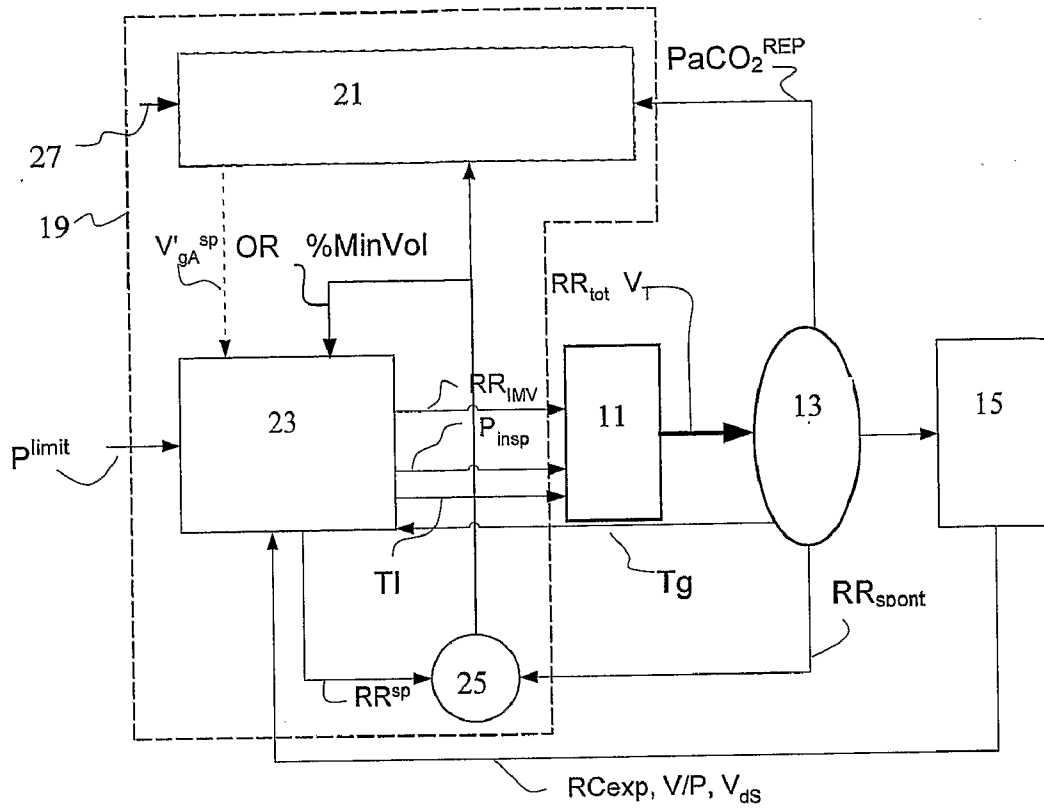 PaCO₂ᴿᴱᴾ
21
27
19
V'gAˢᵖ OR %MinVol
RRtot VT
RRIMV
23
11
13
15
Pinsp
Pˡⁱᵐⁱᵗ
TI
Tg
RRspont
25
RRˢᵖ
RCexp, V/P, VdS